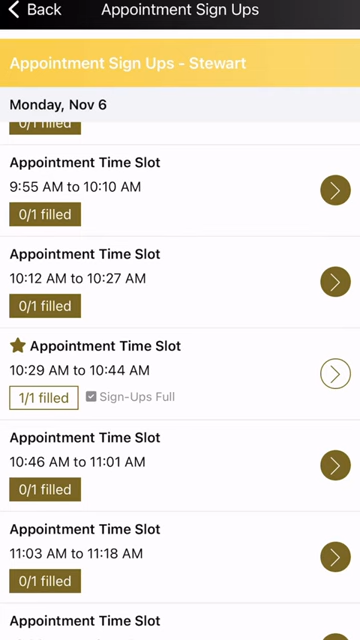 Back
Appointment Sign Ups
Appointment Sign Ups - Stewart
Monday, Nov 6
0/1 filled
Appointment Time Slot
9:55 AM to 10:10 AM
0/1 filled
Appointment Time Slot
10:12 AM to 10:27 AM
0/1 filled
Appointment Time Slot
10:29 AM to 10:44 AM
1/1 filled Sign-Ups Full
Appointment Time Slot
10:46 AM to 11:01 AM
0/1 filled
Appointment Time Slot
11:03 AM to 11:18 AM
0/1 filled
Appointment Time Slot